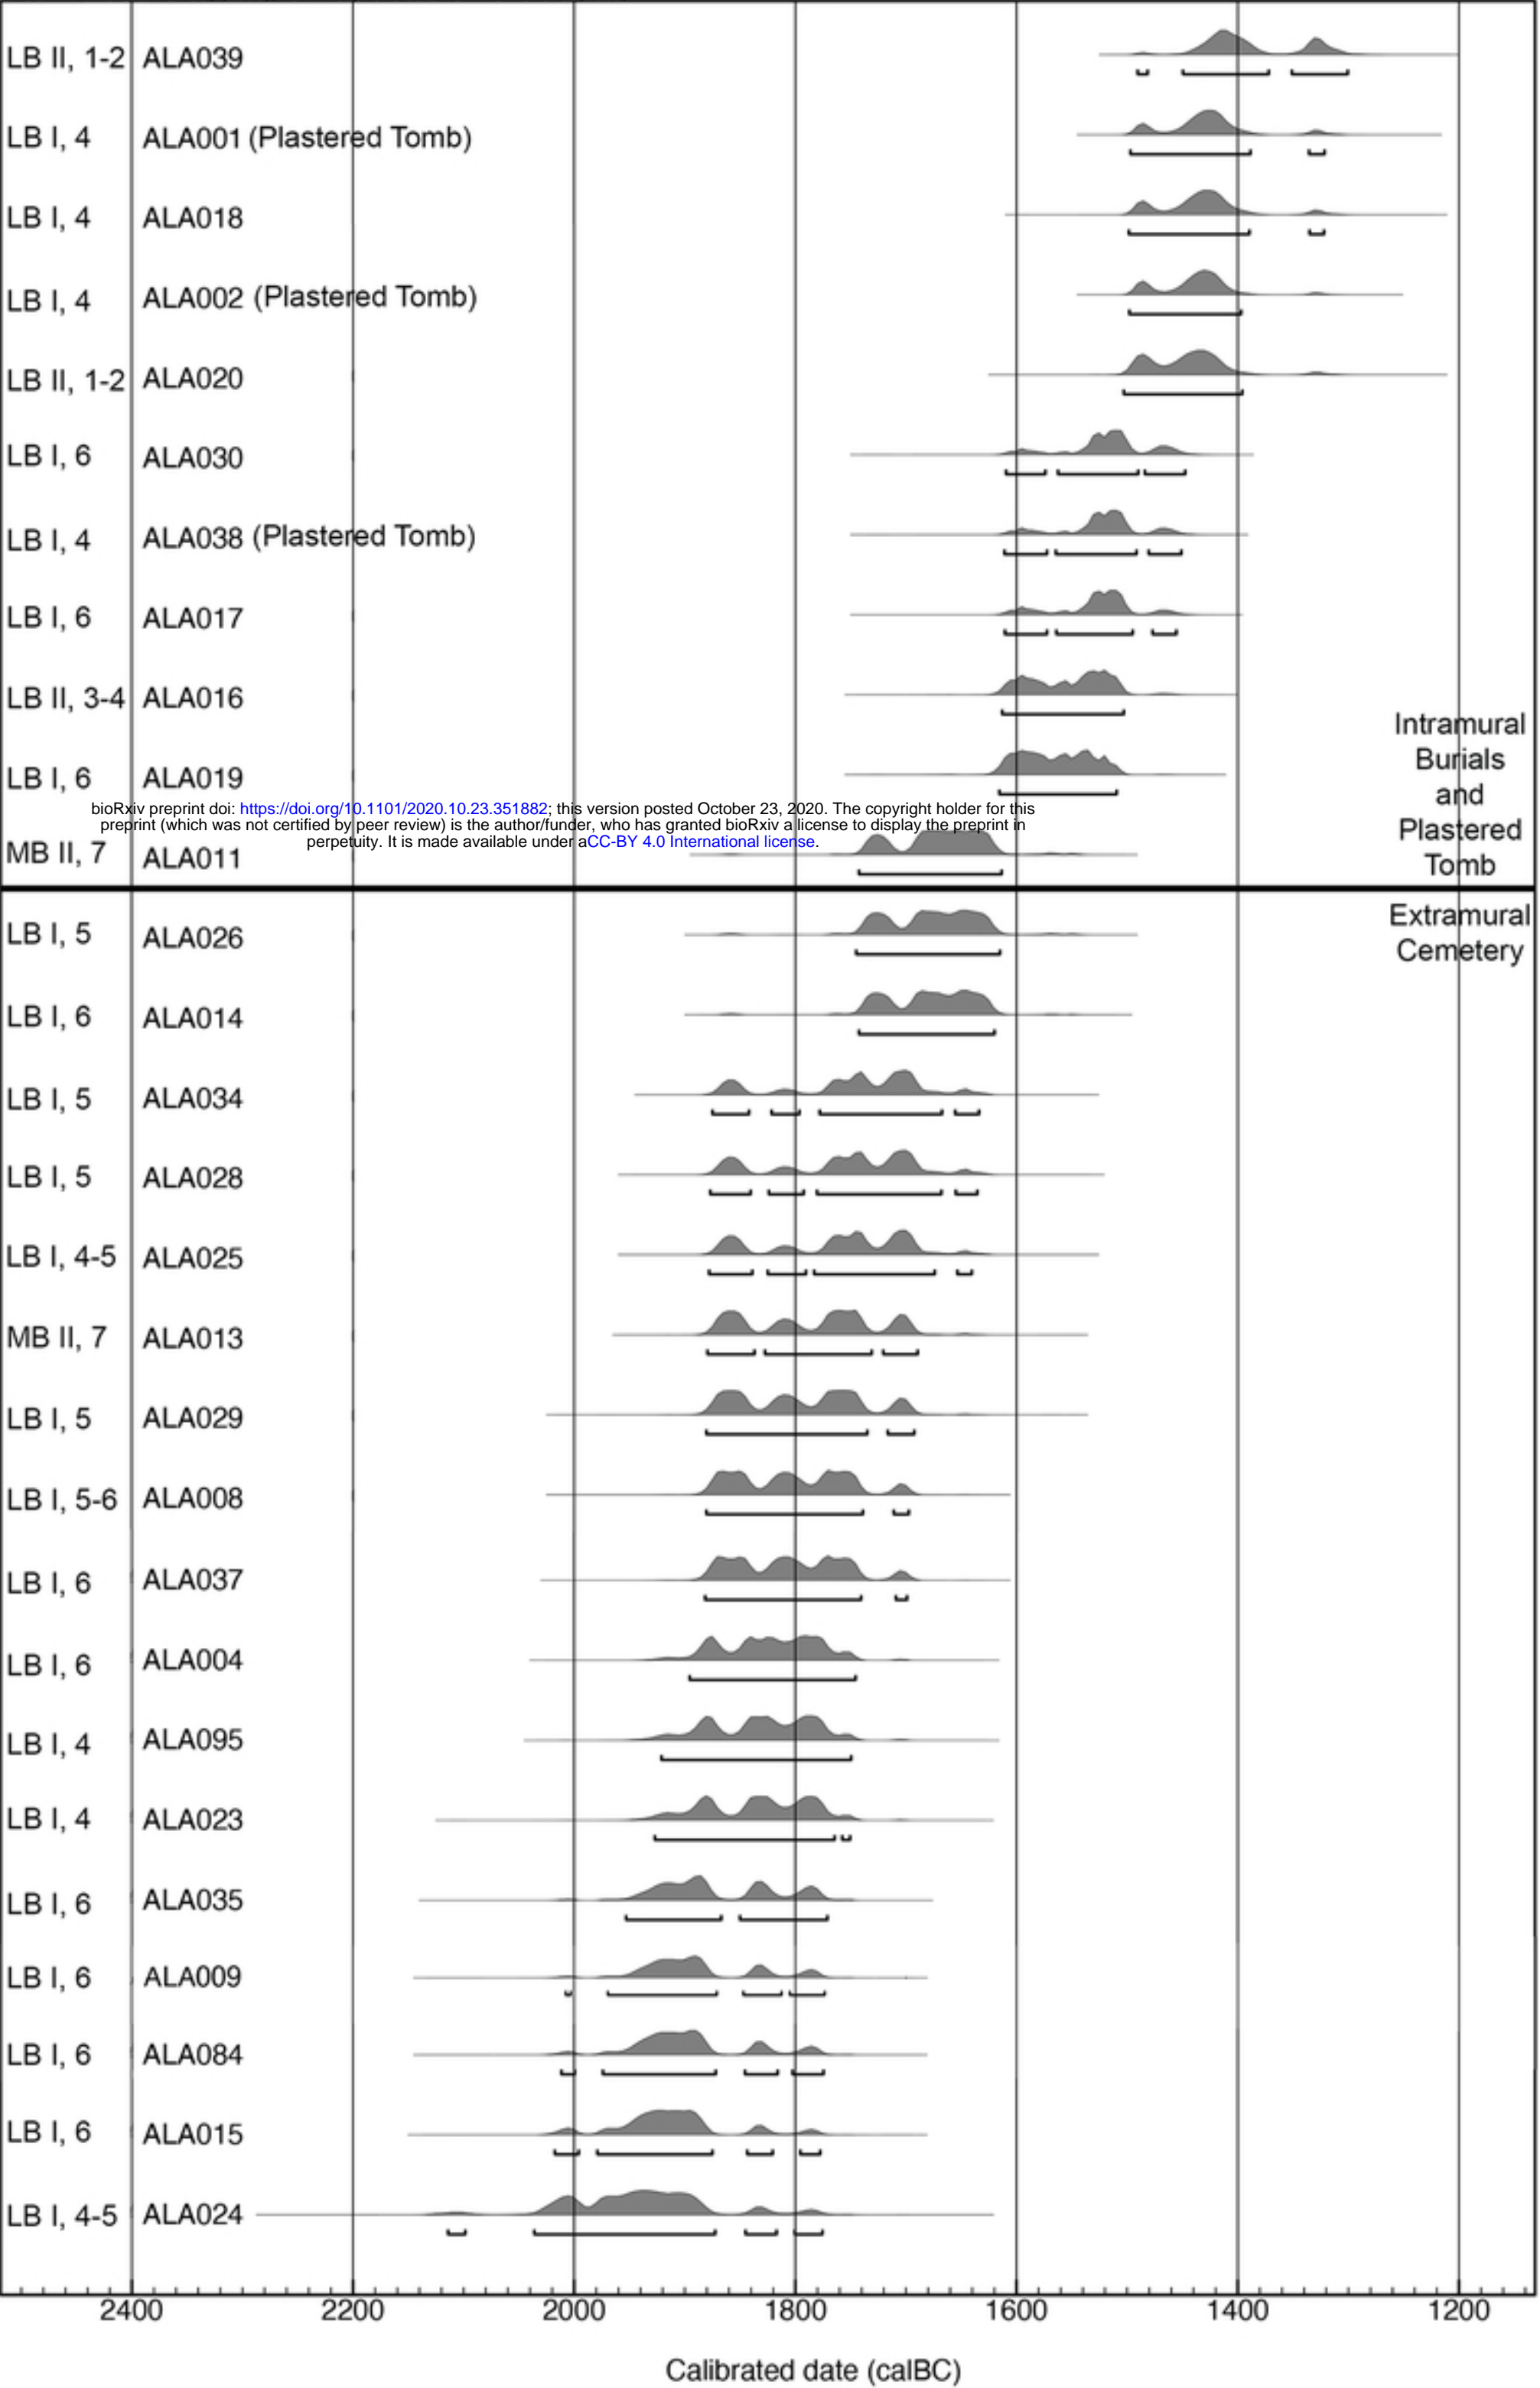 LB II, 1-2 ALA039
LB I, 4 ALA001 (Plastered Tomb)
LB I, 4 ALA018
LB I, 4 ALA002 (Plastered Tomb)
LB II, 1-2 ALA020
LB I, 6 ALA030
LB I, 4 ALA038 (Plastered Tomb)
LB I, 6 ALA017
LB II, 3-4 ALA016
LB I, 6 ALA019
Intramural
Burials
and
Plastered
Tomb
bioRxiv preprint doi: https://doi.org/10.1101/2020.10.23.351882; this version posted October 23, 2020. The copyright holder for this
preprint (which was not certified by peer review) is the author/funder, who has granted bioRxiv a license to display the preprint in
perpetuity. It is made available under aCC-BY 4.0 International license.
MB II, 7 ALA011
Extramural
Cemetery
LB I, 5 ALA026
LB I, 6 ALA014
LB I, 5 ALA034
LB I, 5 ALA028
LB I, 4-5 ALA025
MB II, 7 ALA013
LB I, 5 ALA029
LB I, 5-6 ALA008
LB I, 6 ALA037
LB I, 6 ALA004
LB I, 4 ALA095
LB I, 4 ALA023
LB I, 6 ALA035
LB I, 6 ALA009
LB I, 6 ALA084
LB I, 6 ALA015
LB I, 4-5 ALA024
2400 2200 2000 1800 1600 1400 1200
Calibrated date (calBC)